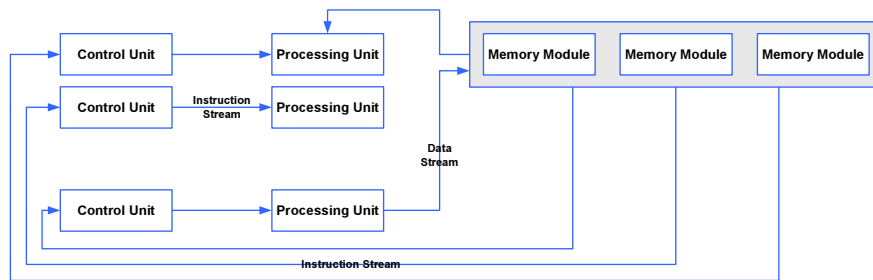 Control Unit
Processing Unit
Memory Module
Memory Module
Memory Module
Control Unit
Instruction
Stream
Processing Unit
Data
Stream
Control Unit
Processing Unit
Instruction Stream